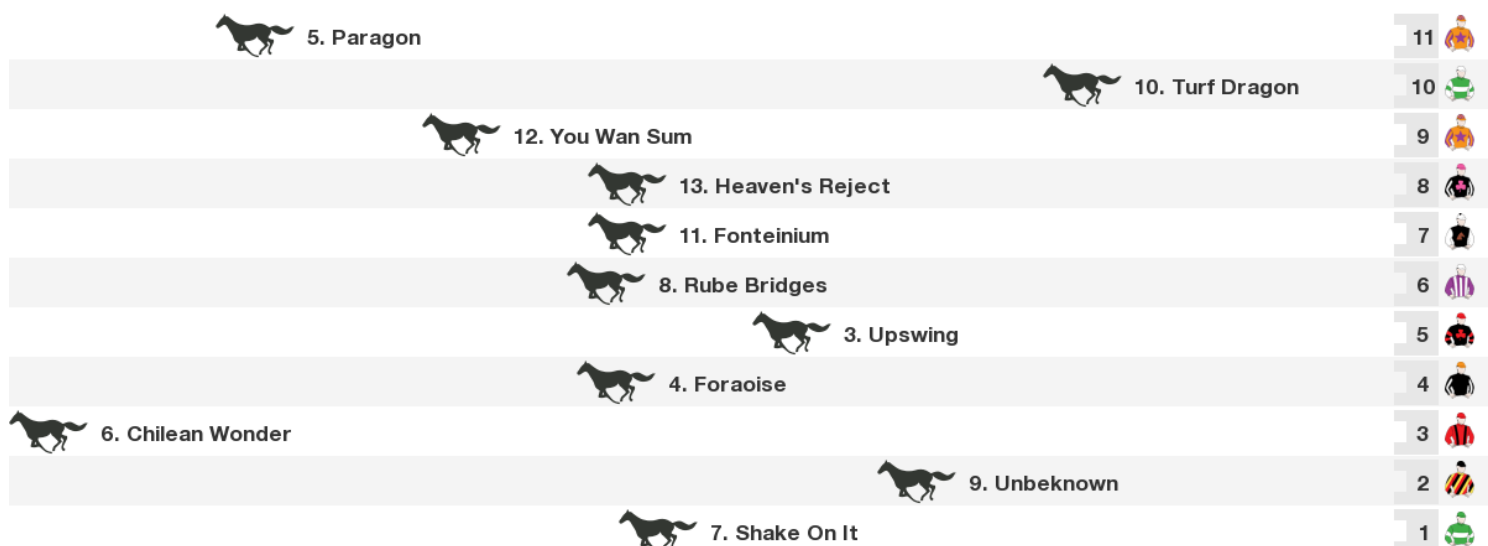 5. Paragon 11
10. Turf Dragon 10
12. You Wan Sum 9
13. Heaven's Reject 8
11. Fonteinium 7
8. Rube Bridges 6
3. Upswing 5
4. Foraoise 4
6. Chilean Wonder 3
9. Unbeknown 2
7. Shake On It 1